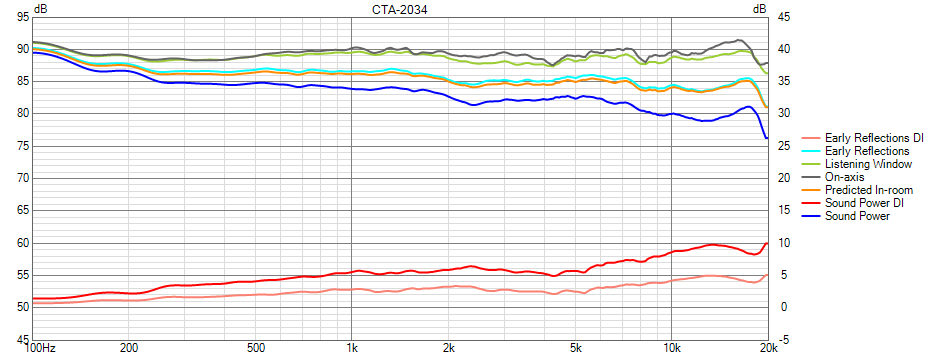 dB CTA-2034 dB
95 45
90 40
85 35
80 30
75 25
70 20
65 15
60 10
55 5
50 0
45 -5
100Hz 200 500 1k 2k 5k 10k 20k
Early Reflections DI
Early Reflections
Listening Window
On-axis
Predicted In-room
Sound Power DI
Sound Power